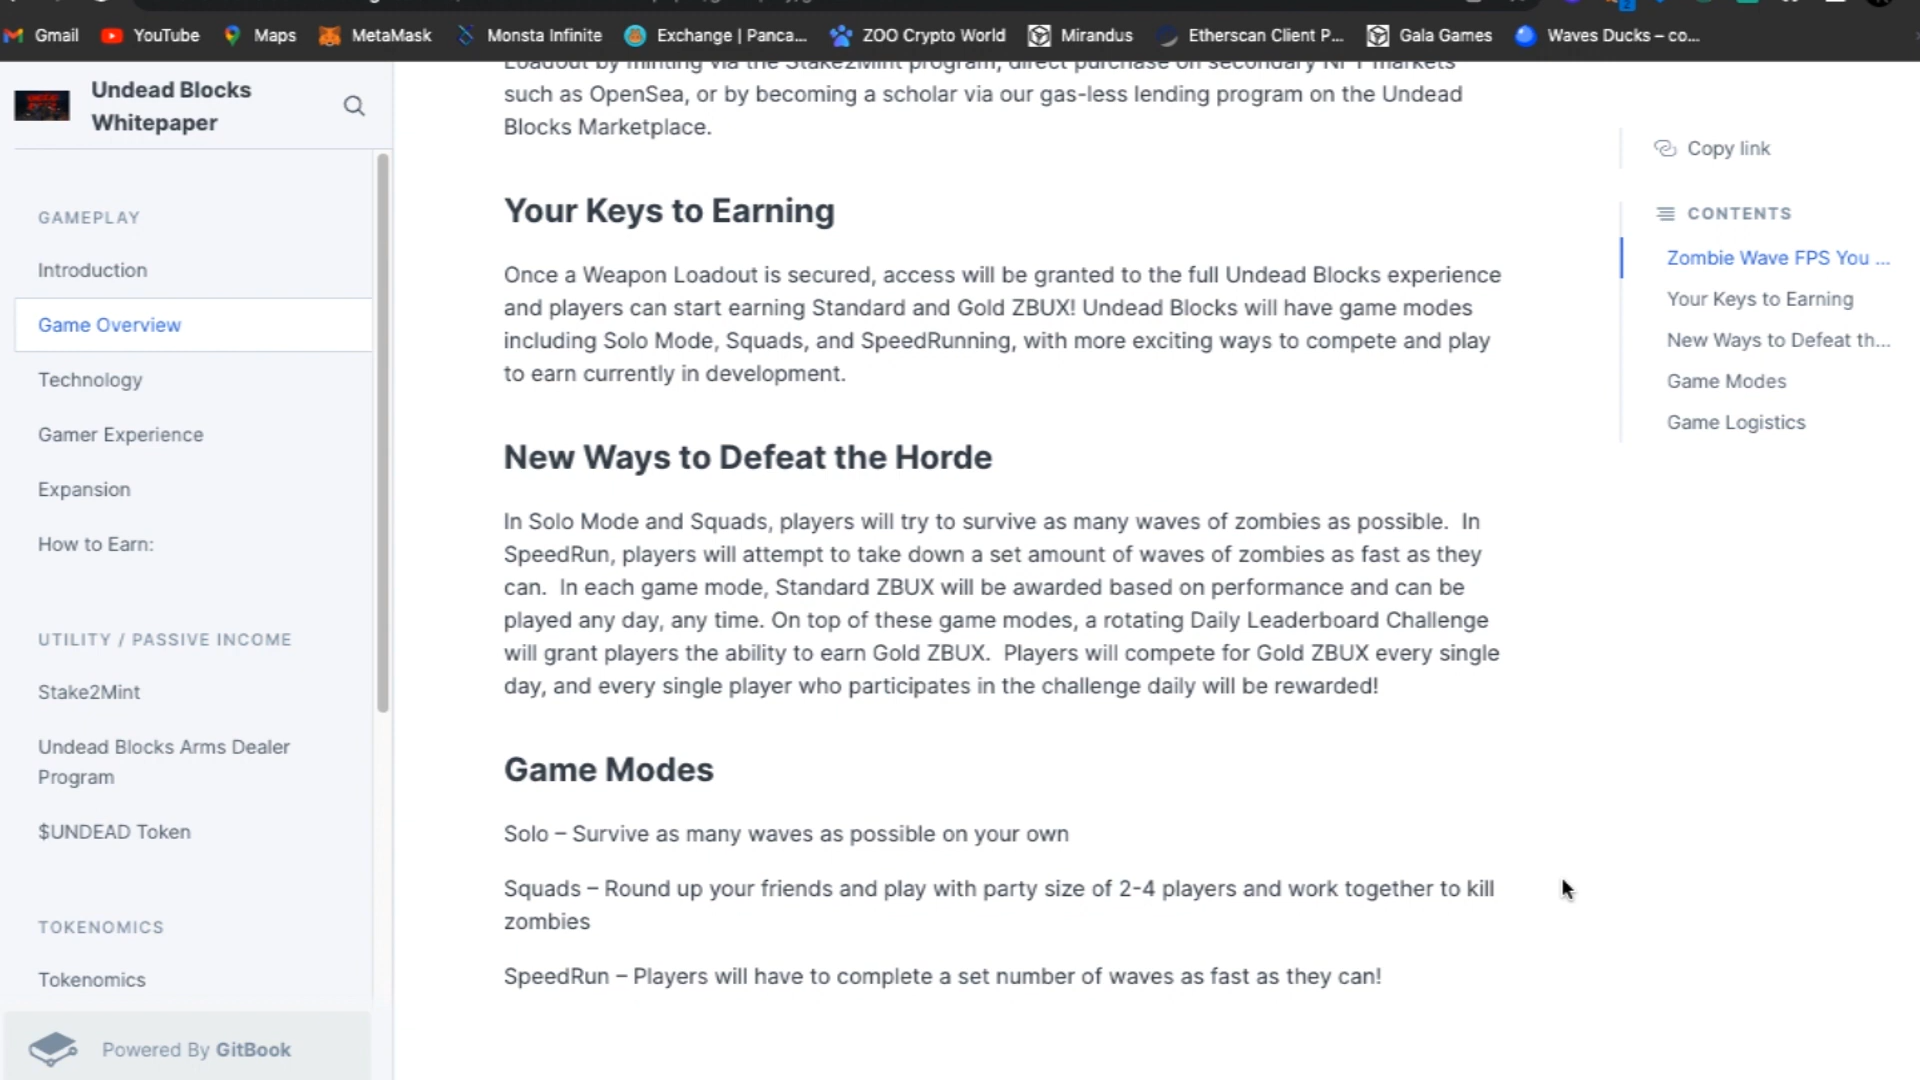 Gmail YouTube Maps MetaMask Monsta Infinite Exchange | Panca... ZOO Crypto World Mirandus Etherscan Client P... Gala Games Waves Ducks – co...
Undead Blocks
Whitepaper
GAMEPLAY
Introduction
Game Overview
Technology
Gamer Experience
Expansion
How to Earn:
UTILITY / PASSIVE INCOME
Stake2Mint
Undead Blocks Arms Dealer
Program
$UNDEAD Token
TOKENOMICS
Tokenomics
Powered By GitBook
Loadout by minting via the Stake2Mint program, direct purchase on secondary NFT markets
such as OpenSea, or by becoming a scholar via our gas-less lending program on the Undead
Blocks Marketplace.
Your Keys to Earning
Once a Weapon Loadout is secured, access will be granted to the full Undead Blocks experience
and players can start earning Standard and Gold ZBUX! Undead Blocks will have game modes
including Solo Mode, Squads, and SpeedRunning, with more exciting ways to compete and play
to earn currently in development.
New Ways to Defeat the Horde
In Solo Mode and Squads, players will try to survive as many waves of zombies as possible.  In
SpeedRun, players will attempt to take down a set amount of waves of zombies as fast as they
can.  In each game mode, Standard ZBUX will be awarded based on performance and can be
played any day, any time. On top of these game modes, a rotating Daily Leaderboard Challenge
will grant players the ability to earn Gold ZBUX.  Players will compete for Gold ZBUX every single
day, and every single player who participates in the challenge daily will be rewarded!
Game Modes
Solo – Survive as many waves as possible on your own
Squads – Round up your friends and play with party size of 2-4 players and work together to kill
zombies
SpeedRun – Players will have to complete a set number of waves as fast as they can!
Copy link
CONTENTS
Zombie Wave FPS You ...
Your Keys to Earning
New Ways to Defeat th...
Game Modes
Game Logistics